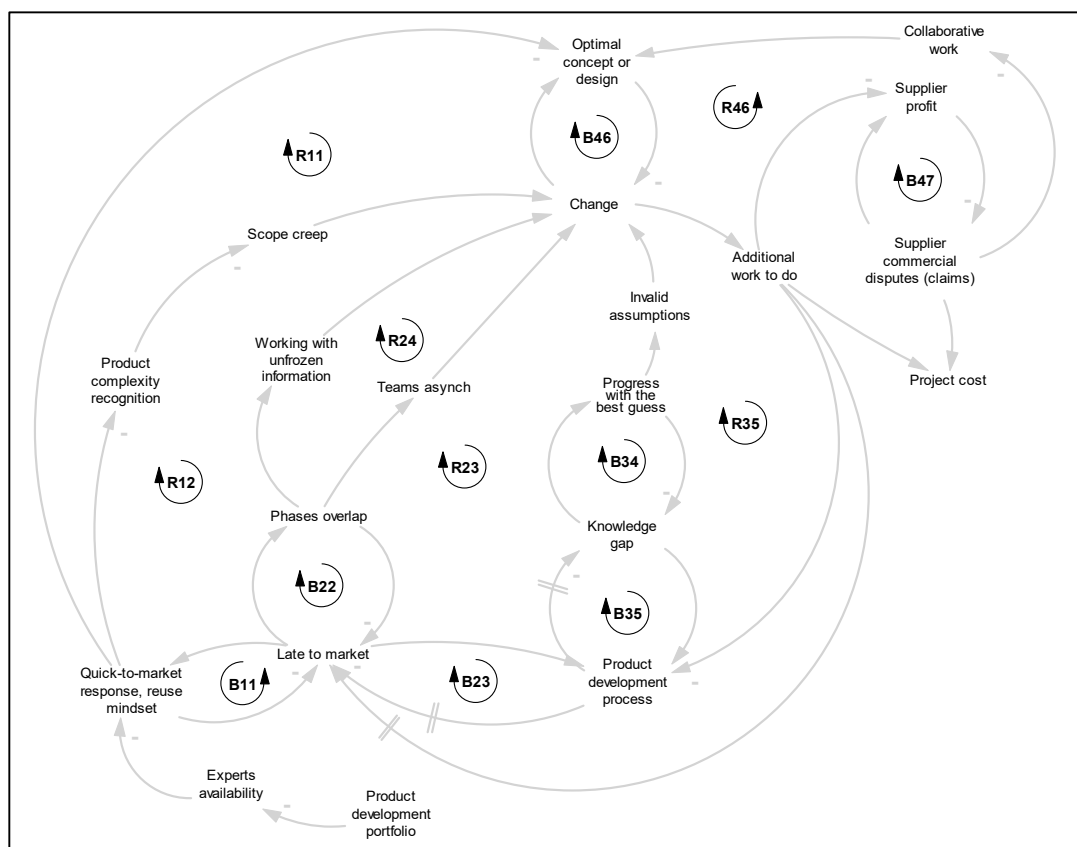 Collaborative
work
Optimal
concept or
design
Supplier
profit
R46
B46
R11
B47
Change
Scope creep
Supplier
commercial
disputes (claims)
Additional
work to do
Invalid
assumptions
R24
Working with
unfrozen
information
Product
complexity
recognition
Teams asynch
Progress
with the
best guess
Project cost
R35
R12
R23
B34
Phases overlap
Knowledge
gap
B22
B35
Late to market
Quick-to-market
response, reuse
mindset
B11
B23
Product
development
process
Experts
availability
Product
development
portfolio